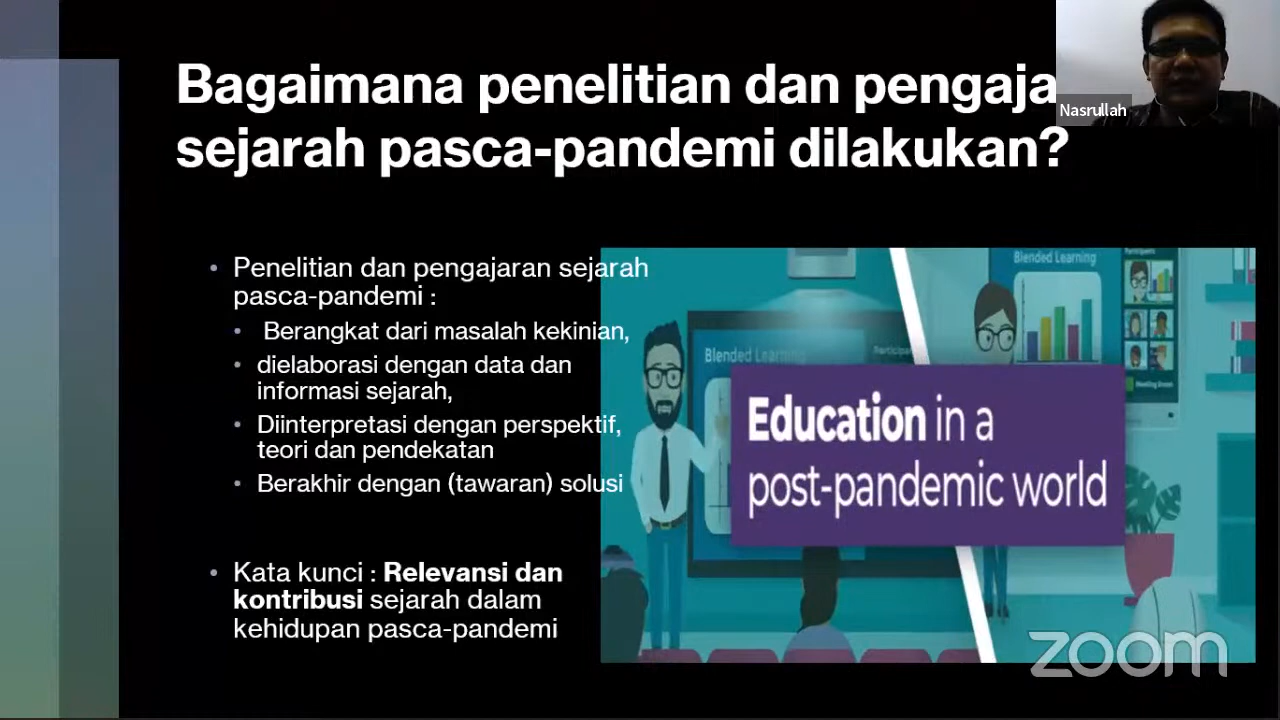 Bagaimana penelitian dan pengaja
sejarah pasca-pandemi dilakukan?
Nasrullah
• Penelitian dan pengajaran sejarah
pasca-pandemi :
• Berangkat dari masalah kekinian,
• dielaborasi dengan data dan
informasi sejarah,
• Diinterpretasi dengan perspektif,
teori dan pendekatan
• Berakhir dengan (tawaran) solusi
• Kata kunci : Relevansi dan
kontribusi sejarah dalam
kehidupan pasca-pandemi
Blended Learning
Participants
Blended Learning
Participan
Education in a
post-pandemic world
zoom